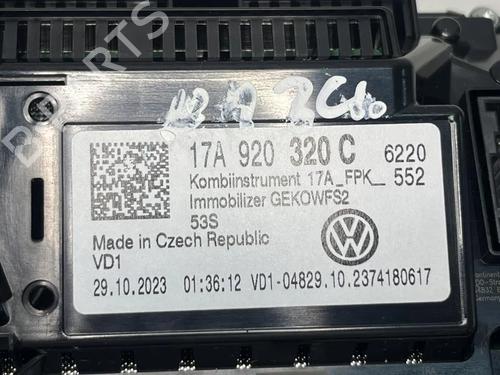 17A 920 320 C 6220
Kombiinstrument 17A_FPK_ 552
Immobilizer GEKOWFS2
53S
Made in Czech Republic
VD1
29.10.2023 01:36:12 VD1-04829.10.2374180617
B-PARTS